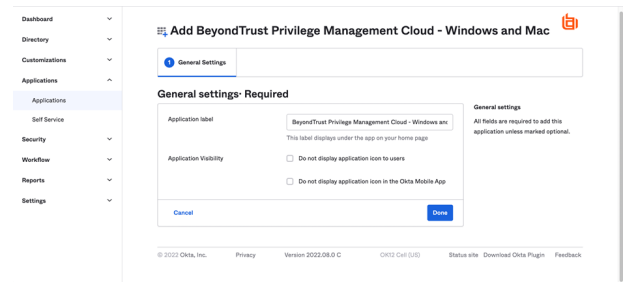 Dashboard
Directory
Customizations
Applications
Applications
Self Service
Security
Workflow
Reports
Settings
Add BeyondTrust Privilege Management Cloud - Windows and Mac
1 General Settings
General settings· Required
Application label
BeyondTrust Privilege Management Cloud - Windows and
This label displays under the app on your home page
Application Visibility
Do not display application icon to users
Do not display application icon in the Okta Mobile App
Cancel
Done
General settings
All fields are required to add this
application unless marked optional.
© 2022 Okta, Inc. Privacy Version 2022.08.0 C OK12 Cell (US) Status site Download Okta Plugin Feedback